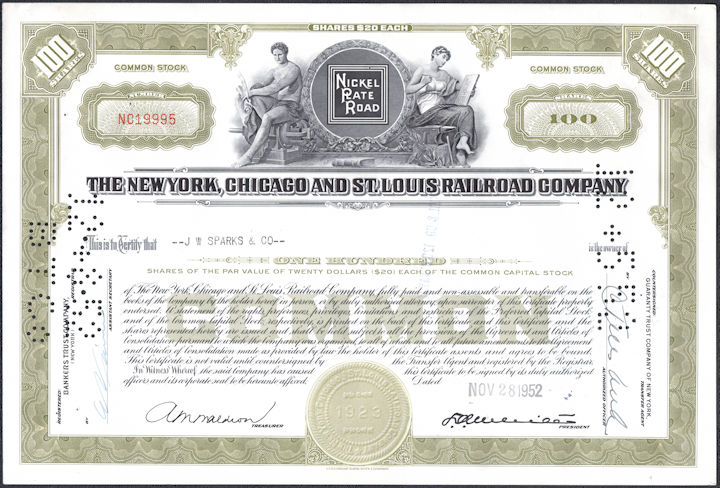 SHARES $20 EACH
100
SHARES
100
SHARES
COMMON STOCK
COMMON STOCK
NICKEL
PLATE
ROAD
NUMBER
NC19995
SHARES
100
THE NEW YORK, CHICAGO AND ST. LOUIS RAILROAD COMPANY
This is to Certify that
--J W SPARKS & CO--
is the owner of
ONE HUNDRED
SHARES OF THE PAR VALUE OF TWENTY DOLLARS ($20) EACH OF THE COMMON CAPITAL STOCK
of The New York, Chicago and St. Louis Railroad Company, fully paid and non-assessable and transferable on the
books of the company by the holder hereof in person, or by duly authorized attorney, upon surrender of this Certificate properly
endorsed. A statement of the rights, preferences, privileges, limitations and restrictions of the Preferred Capital Stock
and of the Common Capital Stock, respectively, is printed on the back of this Certificate and this certificate and the
shares represented hereby are issued and shall be held subject to all of the provisions of the Agreement and Articles of
Consolidation pursuant to which the Company was organized, to all of which and to all
Agreement
and Articles of Consolidation made as provided by law the holder of this Certificate assents and agrees to be bound.
This Certificate is not valid until countersigned by the Transfer Agent and registered by the Registrar.
In Witness Whereof, the said Company has caused this Certificate to be signed by its duly authorized
officers and its corporate seal to be hereunto affixed. Dated
NOV 28 1952
TREASURER
PRESIDENT
REGISTERED
BANKERS TRUST COMPANY
(NEW YORK)
ASSISTANT SECRETARY
COUNTERSIGNED
GUARANTY TRUST COMPANY OF NEW YORK,
TRANSFER AGENT
BY
AUTHORIZED OFFICER